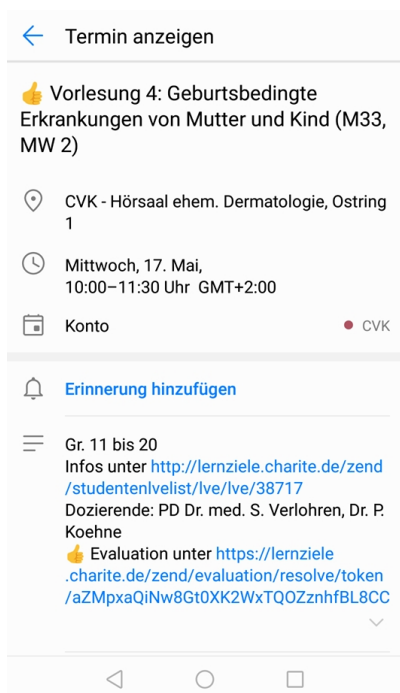 Termin anzeigen
👍 Vorlesung 4: Geburtsbedingte
Erkrankungen von Mutter und Kind (M33,
MW 2)
CVK - Hörsaal ehem. Dermatologie, Ostring
1
Mittwoch, 17. Mai,
10:00–11:30 Uhr GMT+2:00
Konto CVK
Erinnerung hinzufügen
Gr. 11 bis 20
Infos unter http://lernziele.charite.de/zend
/studentenlvelist/lve/lve/38717
Dozierende: PD Dr. med. S. Verlohren, Dr. P.
Koehne
👍 Evaluation unter https://lernziele
.charite.de/zend/evaluation/resolve/token
/aZMpxaQiNw8Gt0XK2WxTQOZznhfBL8CC